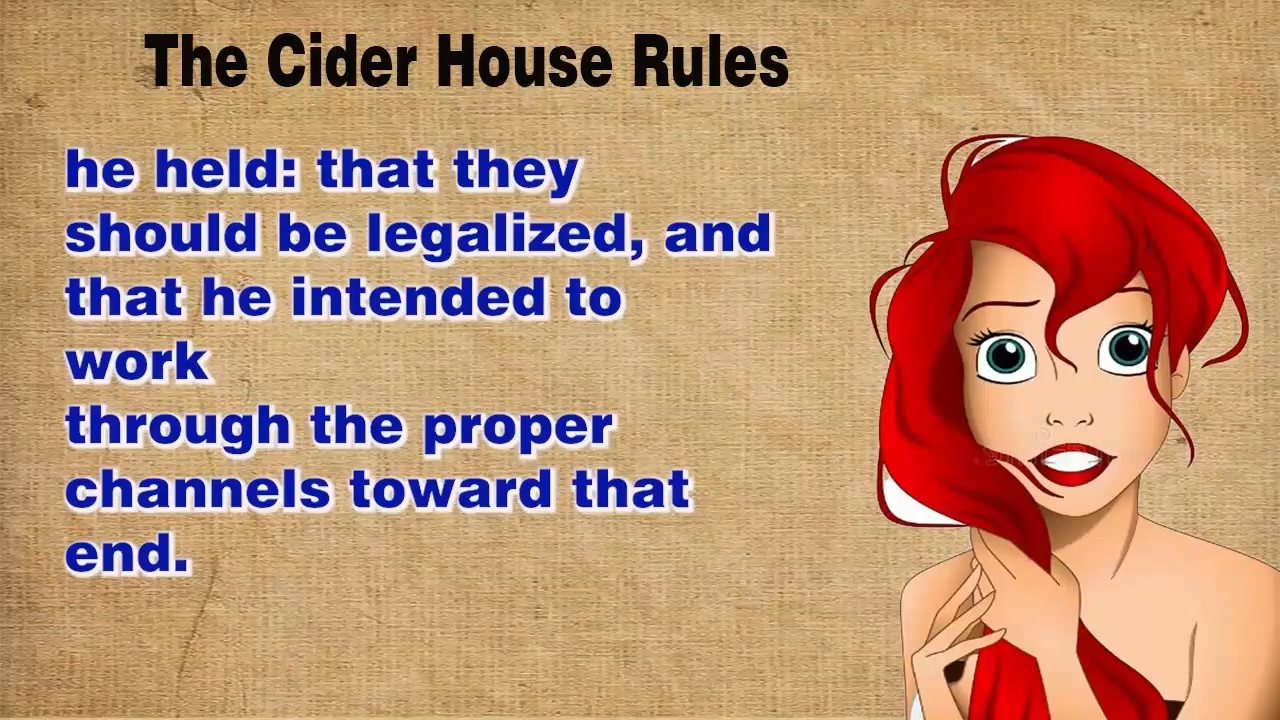 The Cider House Rules
he held: that they
should be legalized, and
that he intended to
work
through the proper
channels toward that
end.